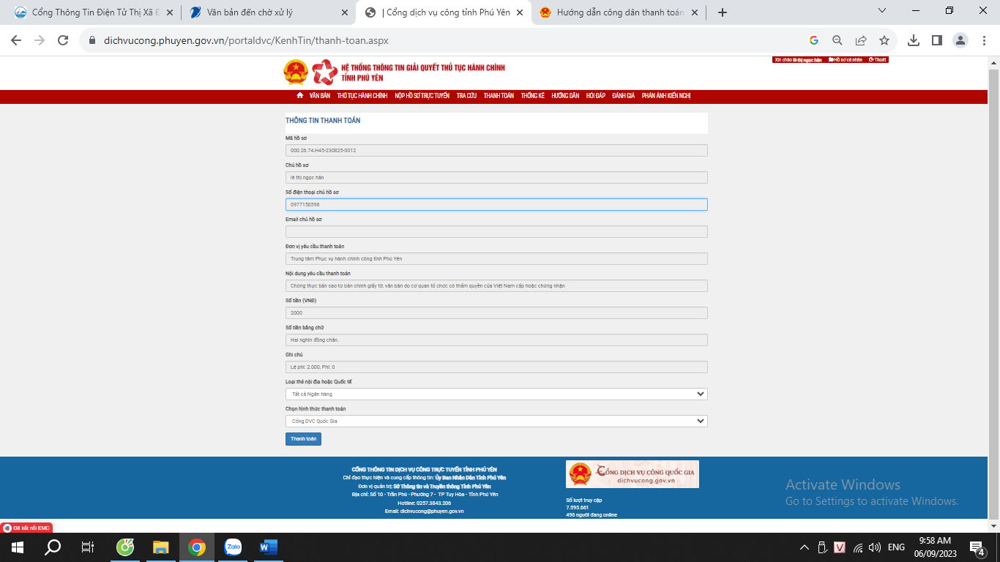 Cổng Thông Tin Điện Tử Thị Xã Đ
Văn bản đến chờ xử lý
| Cổng dịch vụ công tỉnh Phú Yên
Hướng dẫn công dân thanh toán
dichvucong.phuyen.gov.vn/portaldvc/KenhTin/thanh-toan.aspx
Xin chào lê thị ngọc hân Hồ sơ cá nhân Thoát
HỆ THỐNG THÔNG TIN GIẢI QUYẾT THỦ TỤC HÀNH CHÍNH
TỈNH PHÚ YÊN
VĂN BẢN THỦ TỤC HÀNH CHÍNH NỘP HỒ SƠ TRỰC TUYẾN TRA CỨU THANH TOÁN THỐNG KÊ HƯỚNG DẪN HỎI ĐÁP ĐÁNH GIÁ PHẢN ÁNH KIẾN NGHỊ
THÔNG TIN THANH TOÁN
Mã hồ sơ
000.26.74.H45-230825-0012
Chủ hồ sơ
lê thị ngọc hân
Số điện thoại chủ hồ sơ
0977150598
Email chủ hồ sơ
Đơn vị yêu cầu thanh toán
Trung tâm Phục vụ hành chính công tỉnh Phú Yên
Nội dung yêu cầu thanh toán
Chứng thực bản sao từ bản chính giấy tờ, văn bản do cơ quan tổ chức có thẩm quyền của Việt Nam cấp hoặc chứng nhận
Số tiền (VNĐ)
2000
Số tiền bằng chữ
Hai nghìn đồng chẵn.
Ghi chú
Lệ phí: 2.000, Phí: 0
Loại thẻ nội địa hoặc Quốc tế
Tất cả Ngân hàng
Chọn hình thức thanh toán
Cổng DVC Quốc Gia
Thanh toán
CỔNG THÔNG TIN DỊCH VỤ CÔNG TRỰC TUYẾN TỈNH PHÚ YÊN
Chỉ đạo thực hiện và cung cấp thông tin: Ủy Ban Nhân Dân Tỉnh Phú Yên
Đơn vị quản trị: Sở Thông tin và Truyền thông Tỉnh Phú Yên
Địa chỉ: Số 10 - Trần Phú - Phường 7 - TP Tuy Hòa - Tỉnh Phú Yên
Hotline: 0257.3843.206
Email: dichvucong@phuyen.gov.vn
CỔNG DỊCH VỤ CÔNG QUỐC GIA
dichvucong.gov.vn
Số lượt truy cập
7.595.661
496 người đang online
Activate Windows
Go to Settings to activate Windows.
Đã kết nối EMC
Zalo
ENG
9:58 AM
06/09/2023
4